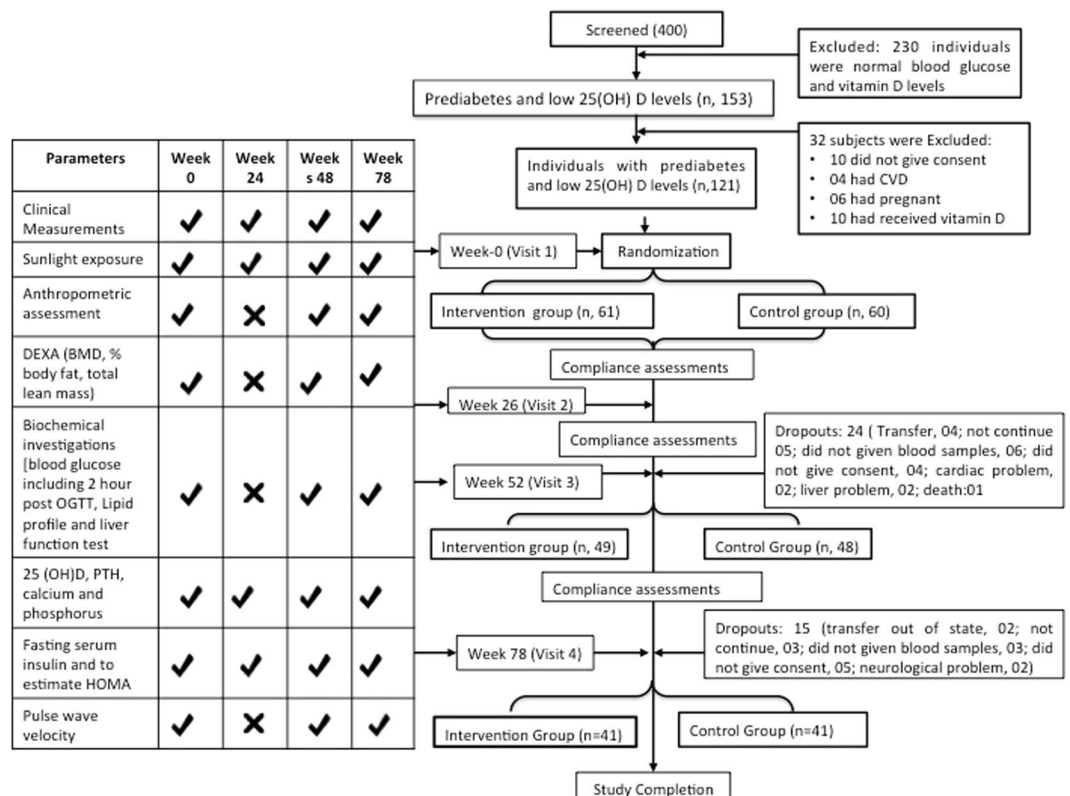 Screened (400)
Excluded: 230 individuals
were normal blood glucose
and vitamin D levels
Prediabetes and low 25(OH) D levels (n, 153)
32 subjects were Excluded:
• 10 did not give consent
• 04 had CVD
• 06 had pregnant
• 10 had received vitamin D
Individuals with prediabetes
and low 25(OH) D levels (n,121)
Week-0 (Visit 1)
Randomization
Intervention group (n, 61)
Control group (n, 60)
Compliance assessments
Week 26 (Visit 2)
Compliance assessments
Dropouts: 24 ( Transfer, 04; not continue
05; did not given blood samples, 06; did
not give consent, 04; cardiac problem,
02; liver problem, 02; death:01
Week 52 (Visit 3)
Intervention group (n, 49)
Control Group (n, 48)
Compliance assessments
Dropouts: 15 (transfer out of state, 02; not
continue, 03; did not given blood samples, 03; did
not give consent, 05; neurological problem, 02)
Week 78 (Visit 4)
Intervention Group (n=41)
Control Group (n=41)
Study Completion
Parameters
Week
0
Week
24
Week
s 48
Week
78
Clinical
Measurements
✔ ✔ ✔ ✔
Sunlight exposure
✔ ✔ ✔ ✔
Anthropometric
assessment
✔ ✖ ✔ ✔
DEXA (BMD, %
body fat, total
lean mass)
✔ ✖ ✔ ✔
Biochemical
investigations
[blood glucose
including 2 hour
post OGTT, Lipid
profile and liver
function test
✔ ✖ ✔ ✔
25 (OH)D, PTH,
calcium and
phosphorus
✔ ✔ ✔ ✔
Fasting serum
insulin and to
estimate HOMA
✔ ✔ ✔ ✔
Pulse wave
velocity
✔ ✖ ✔ ✔